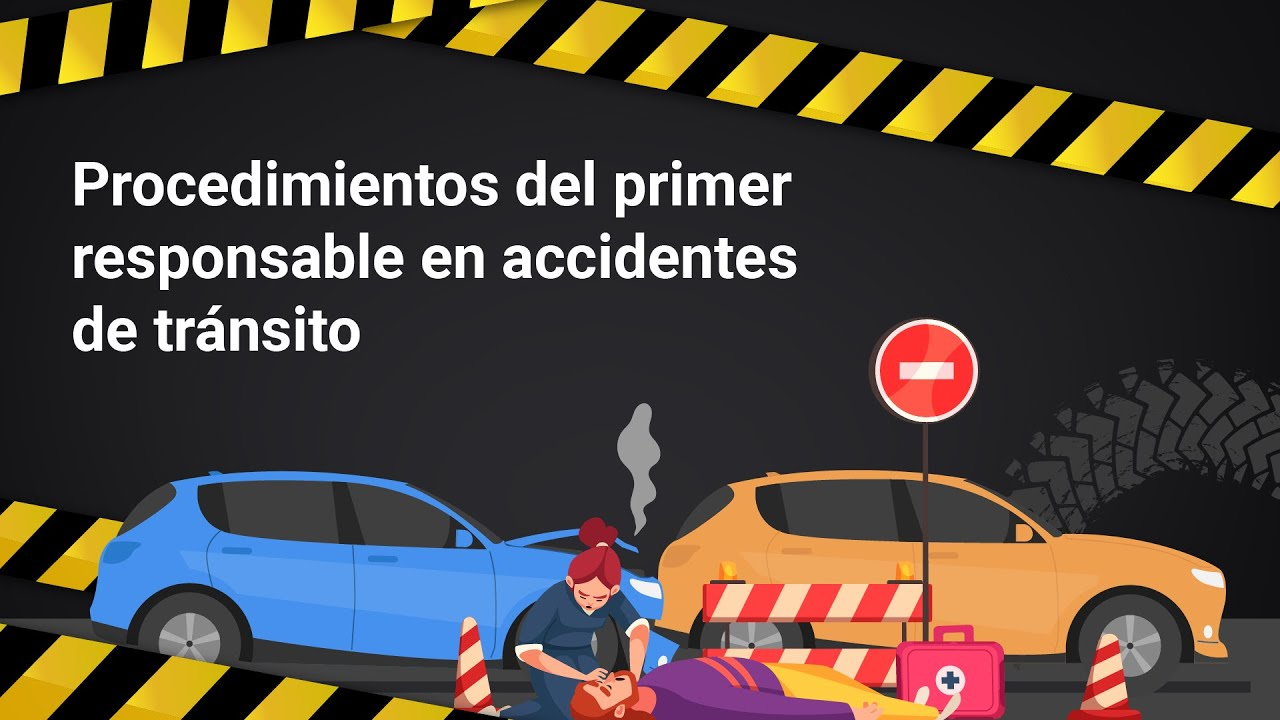 Procedimientos del primer
responsable en accidentes
de tránsito